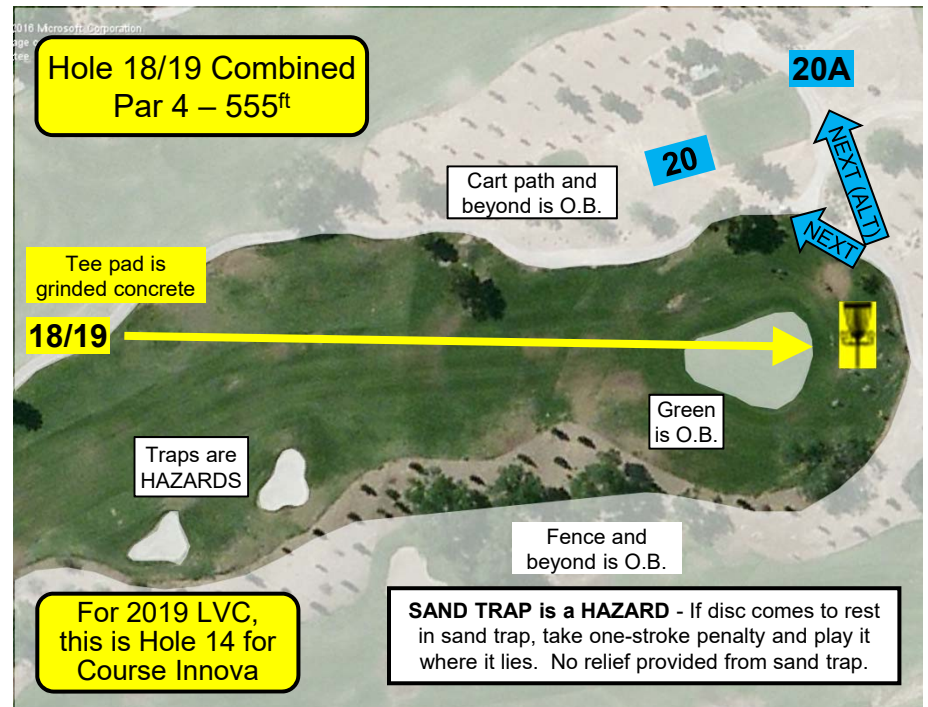 2016 Microsoft Corporation
Hole 18/19 Combined
Par 4 – 555ft
20A
NEXT (ALT)
20
NEXT
Cart path and
beyond is O.B.
Tee pad is
grinded concrete
18/19
Green
is O.B.
Traps are
HAZARDS
Fence and
beyond is O.B.
For 2019 LVC,
this is Hole 14 for
Course Innova
SAND TRAP is a HAZARD - If disc comes to rest
in sand trap, take one-stroke penalty and play it
where it lies.  No relief provided from sand trap.